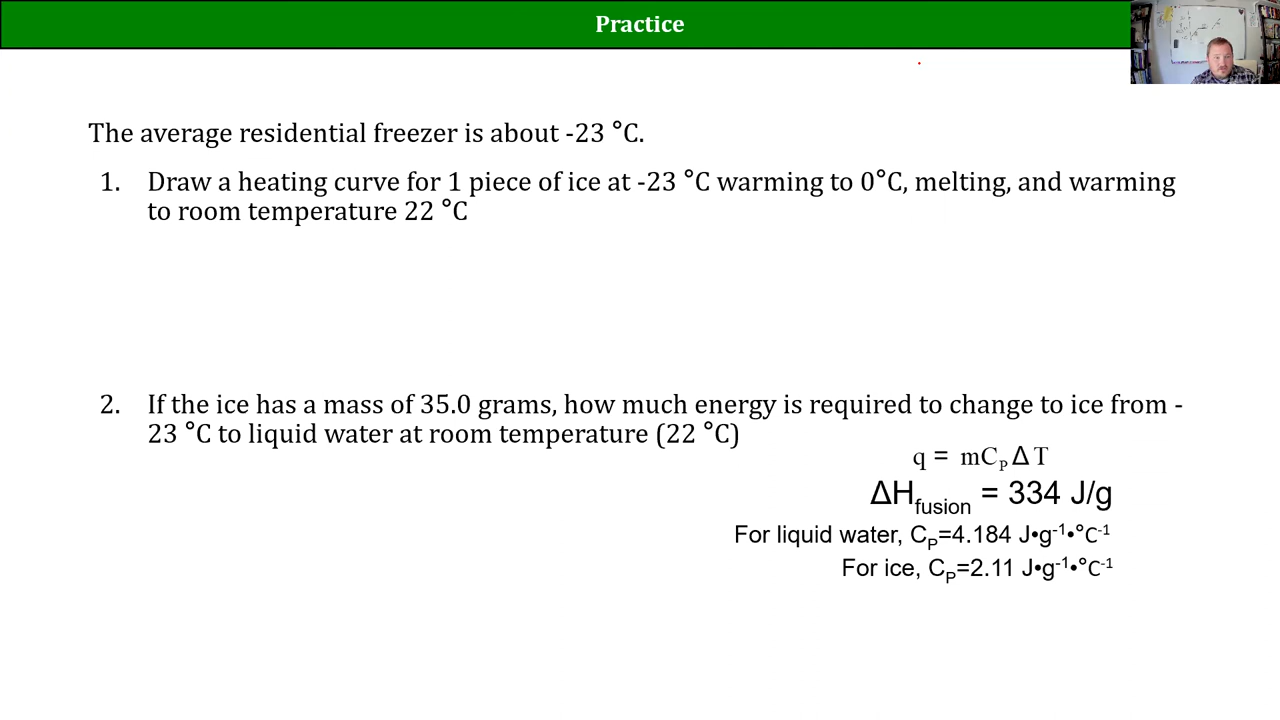 Practice
The average residential freezer is about -23 °C.
1. Draw a heating curve for 1 piece of ice at -23 °C warming to 0°C, melting, and warming
to room temperature 22 °C
2. If the ice has a mass of 35.0 grams, how much energy is required to change to ice from -
23 °C to liquid water at room temperature (22 °C)
q = mCₚ Δ T
ΔH_fusion = 334 J/g
For liquid water, Cₚ=4.184 J•g⁻¹•°C⁻¹
For ice, Cₚ=2.11 J•g⁻¹•°C⁻¹